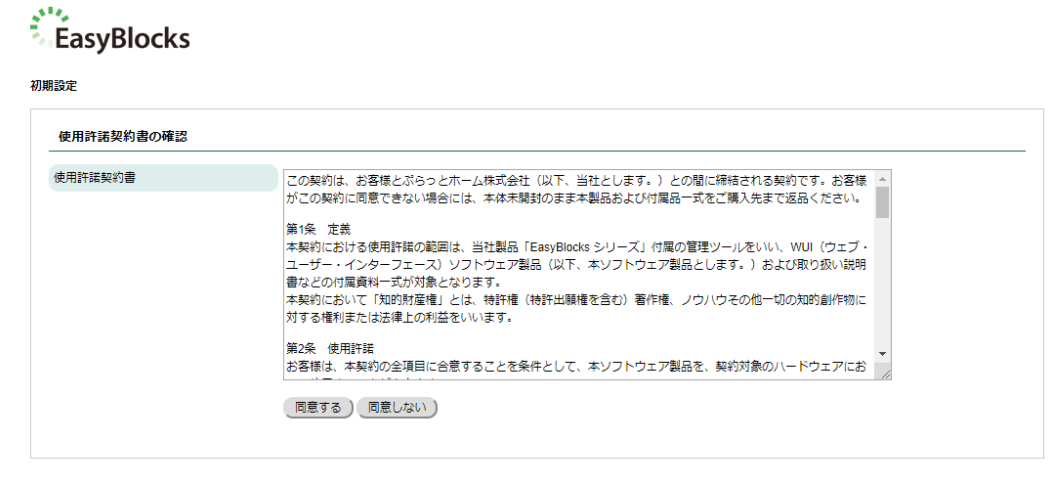 EasyBlocks
初期設定
使用許諾契約書の確認
使用許諾契約書
この契約は、お客様とぷらっとホーム株式会社（以下、当社とします。）との間に締結される契約です。お客様
がこの契約に同意できない場合には、本体未開封のまま本製品および付属品一式をご購入先まで返品ください。
第1条　定義
本契約における使用許諾の範囲は、当社製品「EasyBlocks シリーズ」付属の管理ツールをいい、WUI（ウェブ・
ユーザー・インターフェース）ソフトウェア製品（以下、本ソフトウェア製品とします。）および取り扱い説明
書などの付属資料一式が対象となります。
本契約において「知的財産権」とは、特許権（特許出願権を含む）著作権、ノウハウその他一切の知的創作物に
対する権利または法律上の利益をいいます。
第2条　使用許諾
お客様は、本契約の全項目に合意することを条件として、本ソフトウェア製品を、契約対象のハードウェアにお
同意する 同意しない